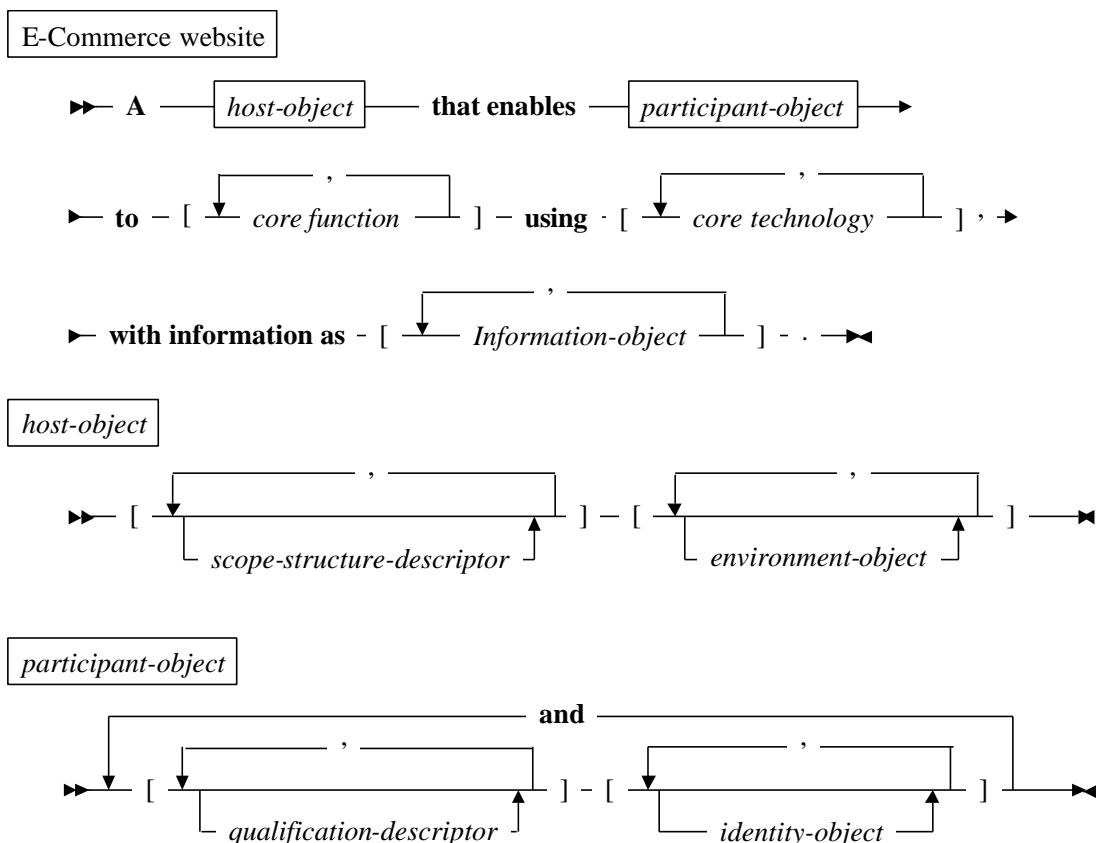 E-Commerce website
A host-object that enables participant-object
,
,
to [ core function ] using [ core technology ] ,
,
with information as [ Information-object ] .
host-object
,
,
[ ] [ ]
scope-structure-descriptor environment-object
participant-object
and
,
,
[ ] [ ]
qualification-descriptor identity-object